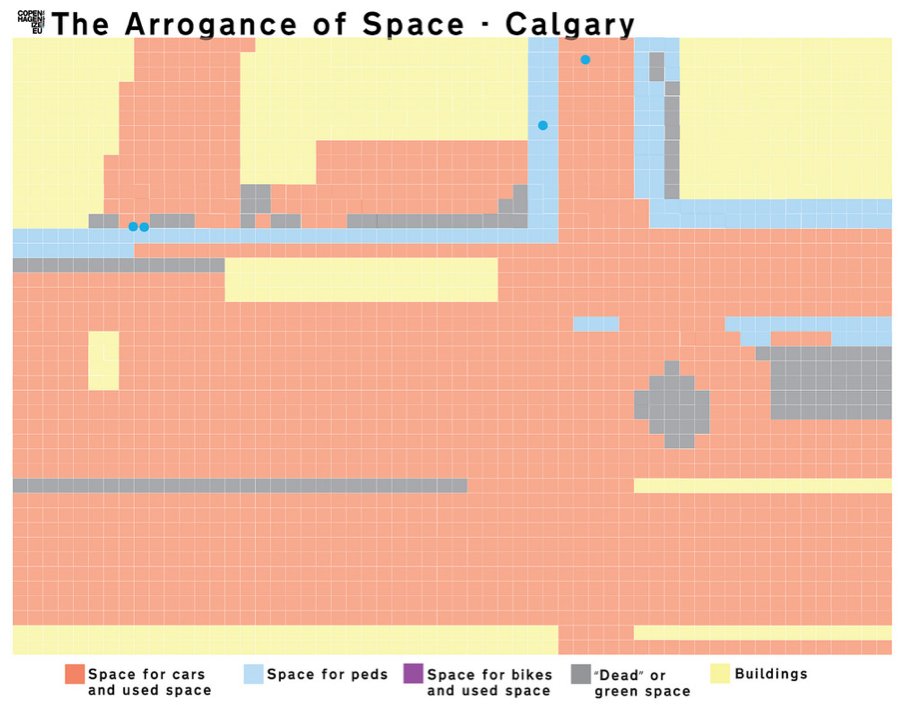 COPEN
HAGEN
IZE
EU
The Arrogance of Space - Calgary
Space for cars
and used space
Space for peds
Space for bikes
and used space
"Dead" or
green space
Buildings